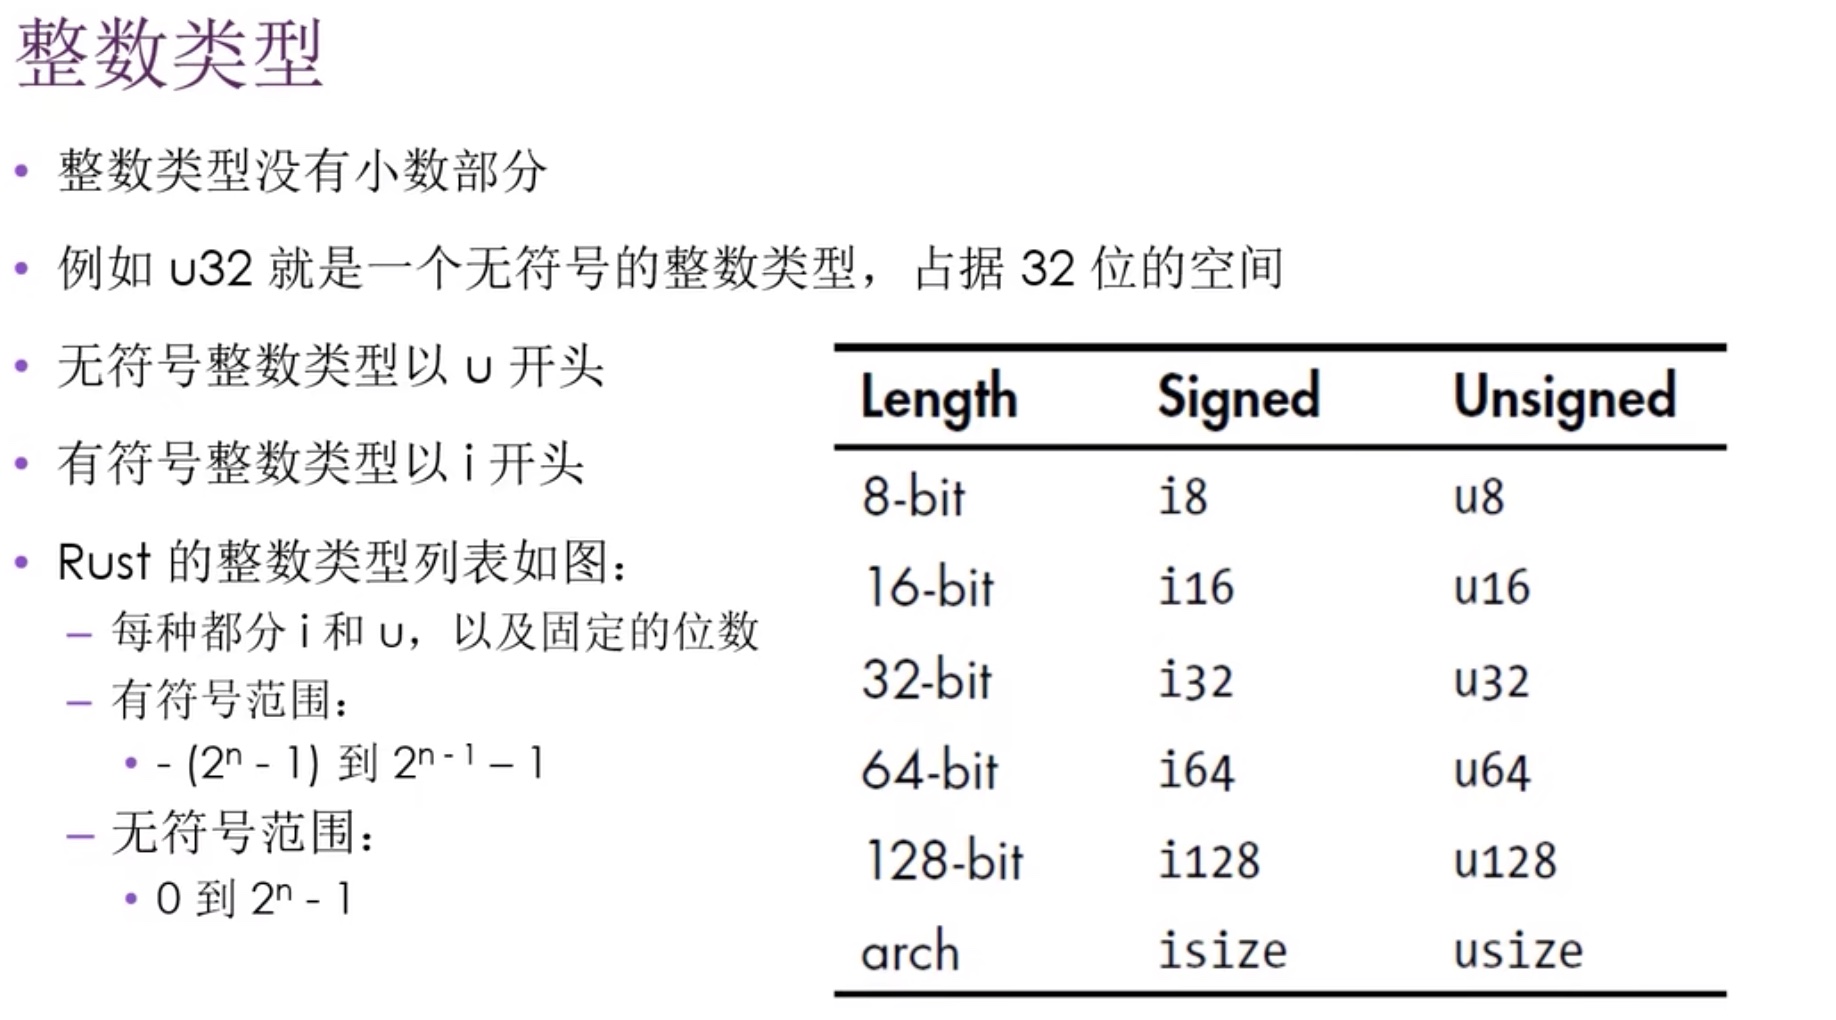 整数类型
• 整数类型没有小数部分
• 例如 u32 就是一个无符号的整数类型，占据 32 位的空间
• 无符号整数类型以 u 开头
• 有符号整数类型以 i 开头
• Rust 的整数类型列表如图：
– 每种都分 i 和 u，以及固定的位数
– 有符号范围：
• - (2ⁿ - 1) 到 2ⁿ⁻¹ – 1
– 无符号范围：
• 0 到 2ⁿ - 1
Length Signed Unsigned
8-bit i8 u8
16-bit i16 u16
32-bit i32 u32
64-bit i64 u64
128-bit i128 u128
arch isize usize